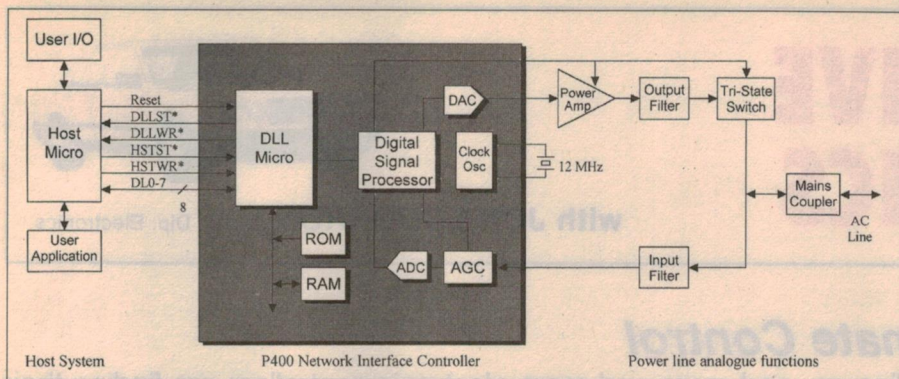 User I/O
Host
Micro
User
Application
Reset
DLLST*
DLLWR*
HSTST*
HSTWR*
DL0-7
8
DLL
Micro
ROM
RAM
Digital
Signal
Processor
DAC
Clock
Osc
ADC
AGC
12 MHz
Power
Amp
Output
Filter
Tri-State
Switch
Mains
Coupler
AC
Line
Input
Filter
Host System
P400 Network Interface Controller
Power line analogue functions